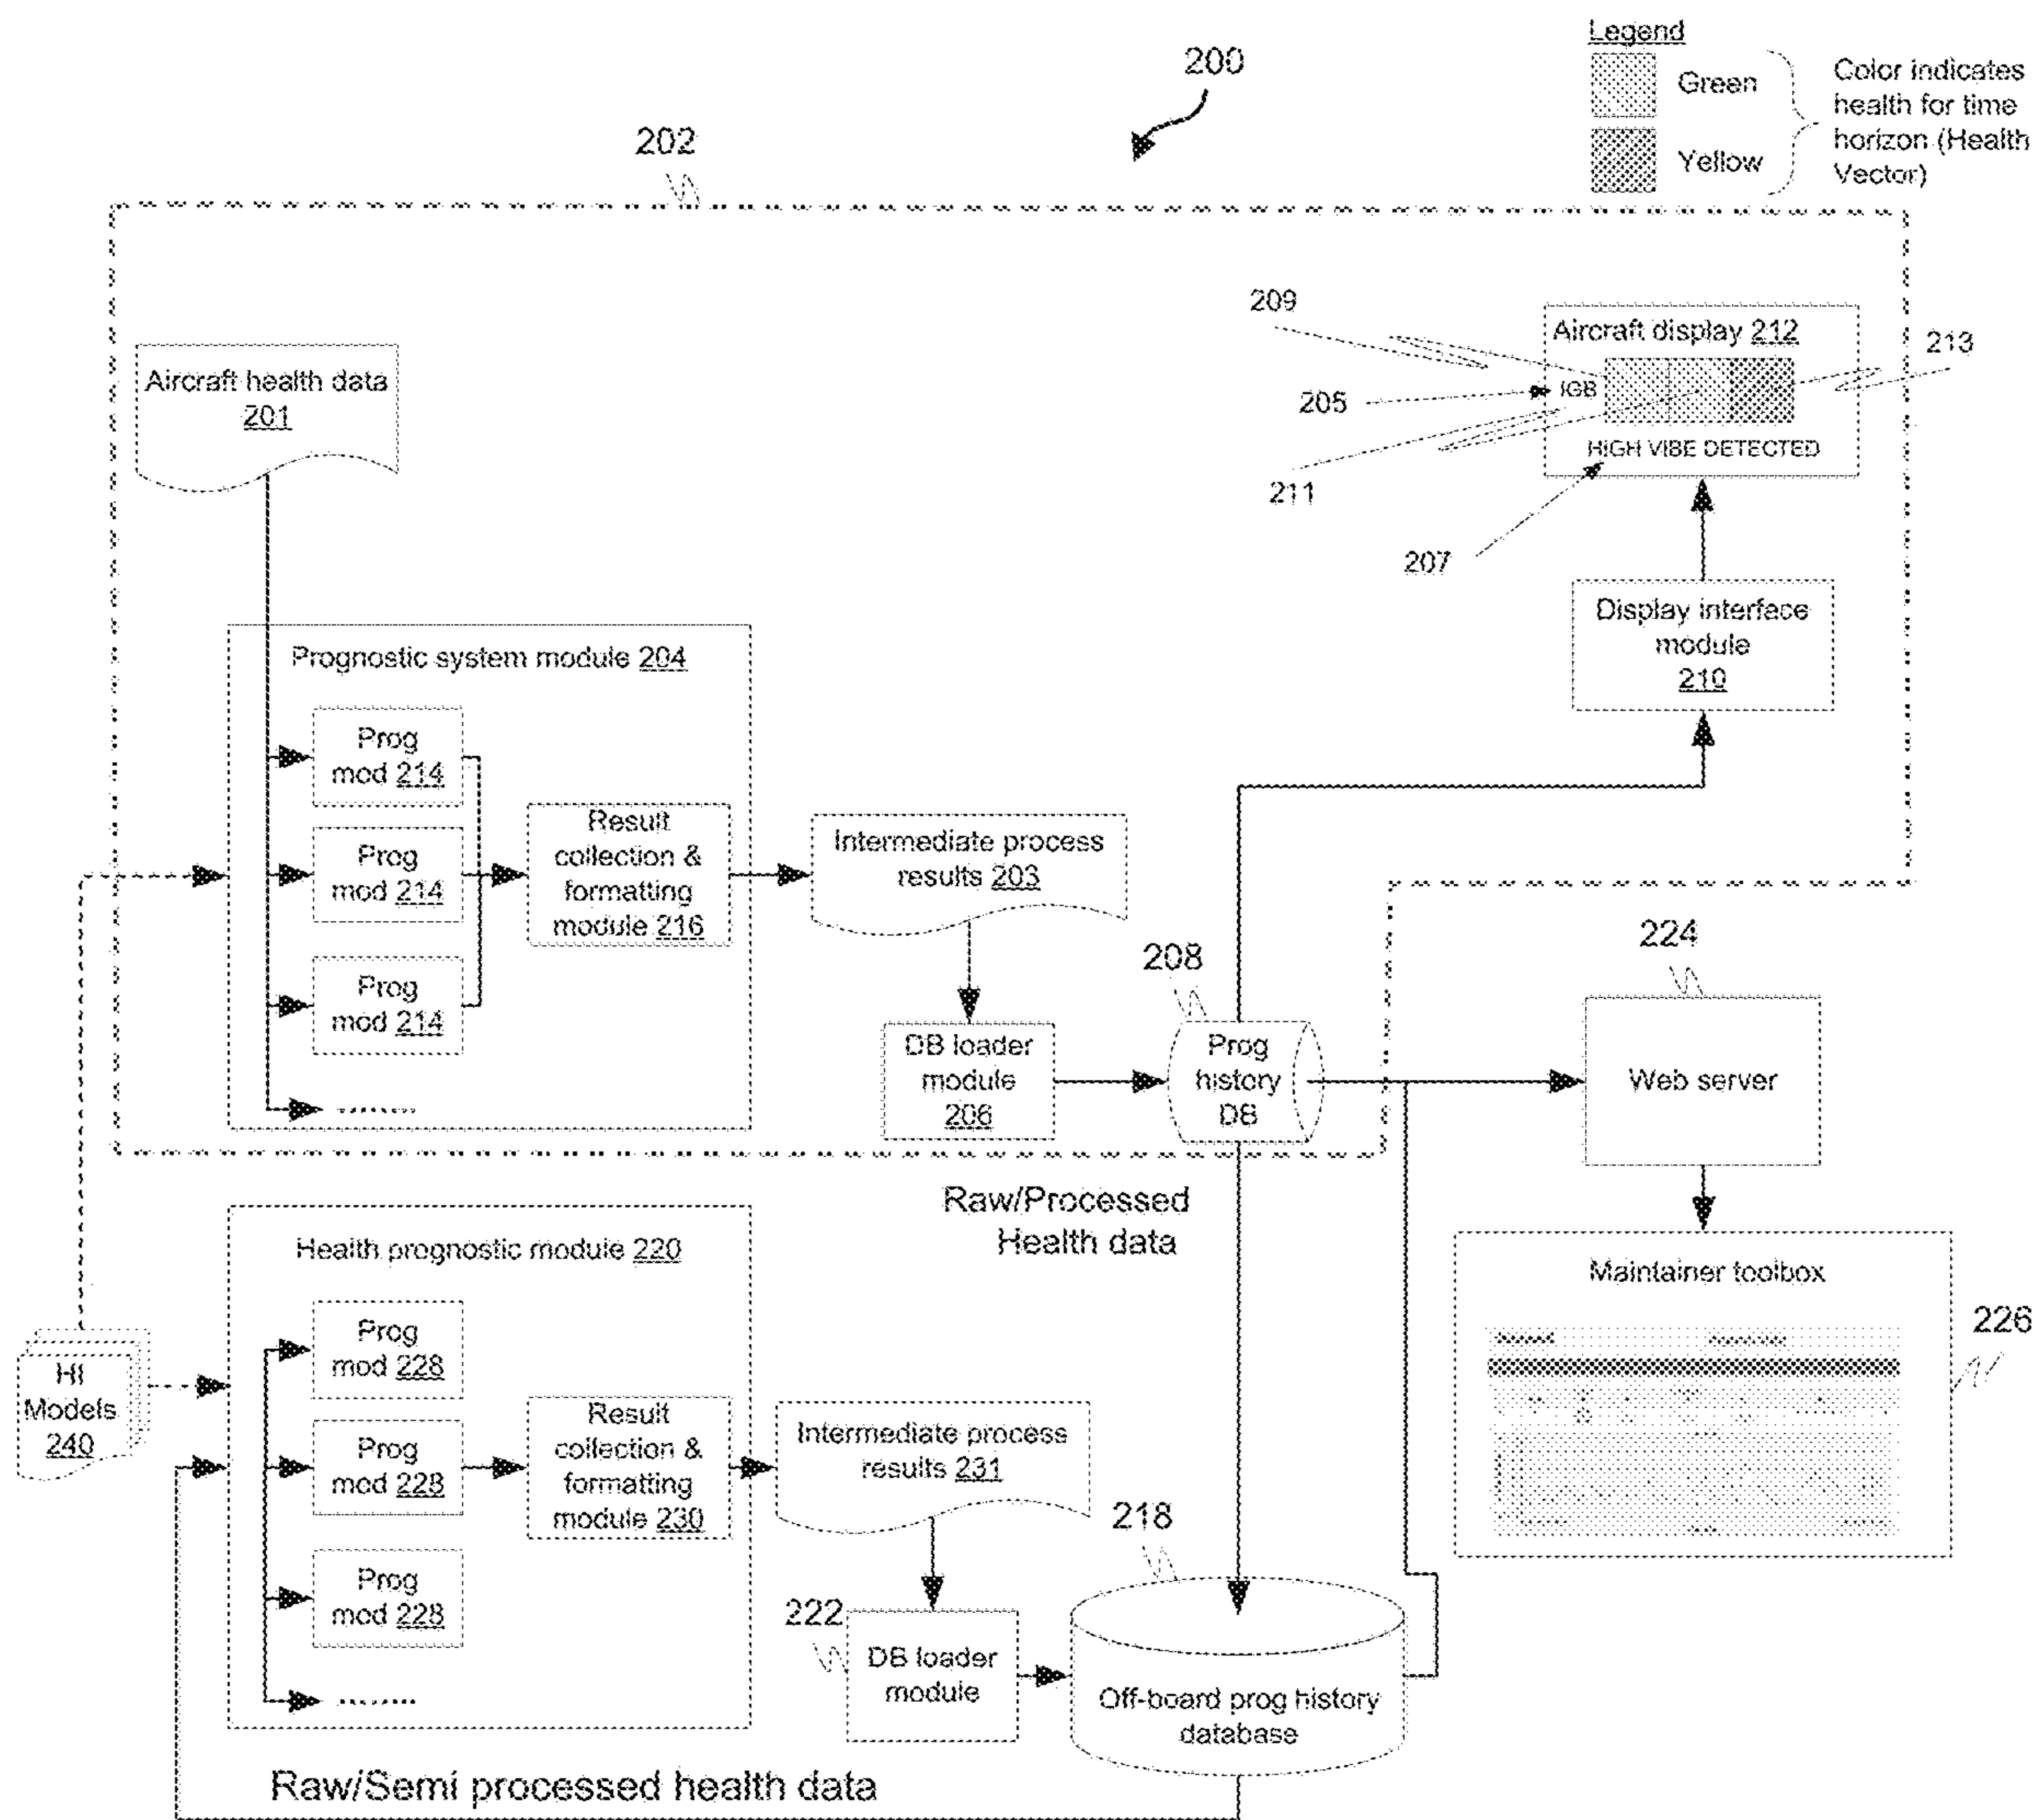 Legend
Green
Yellow
Color indicates
health for time
horizon (Health
Vector)
200
202
209
Aircraft display 212
213
205
IGB
HIGH VIBE DETECTED
211
207
Aircraft health data
201
Display interface
module
210
Prognostic system module 204
Prog
mod 214
Prog
mod 214
Prog
mod 214
Result
collection &
formatting
module 216
Intermediate process
results 203
208
224
DB loader
module
206
Prog
history
DB
Web server
Raw/Processed
Health data
Health prognostic module 220
Maintainer toolbox
226
HI
Models
240
Prog
mod 228
Prog
mod 228
Prog
mod 228
Result
collection &
formatting
module 230
Intermediate process
results 231
218
222
DB loader
module
Off-board prog history
database
Raw/Semi processed health data